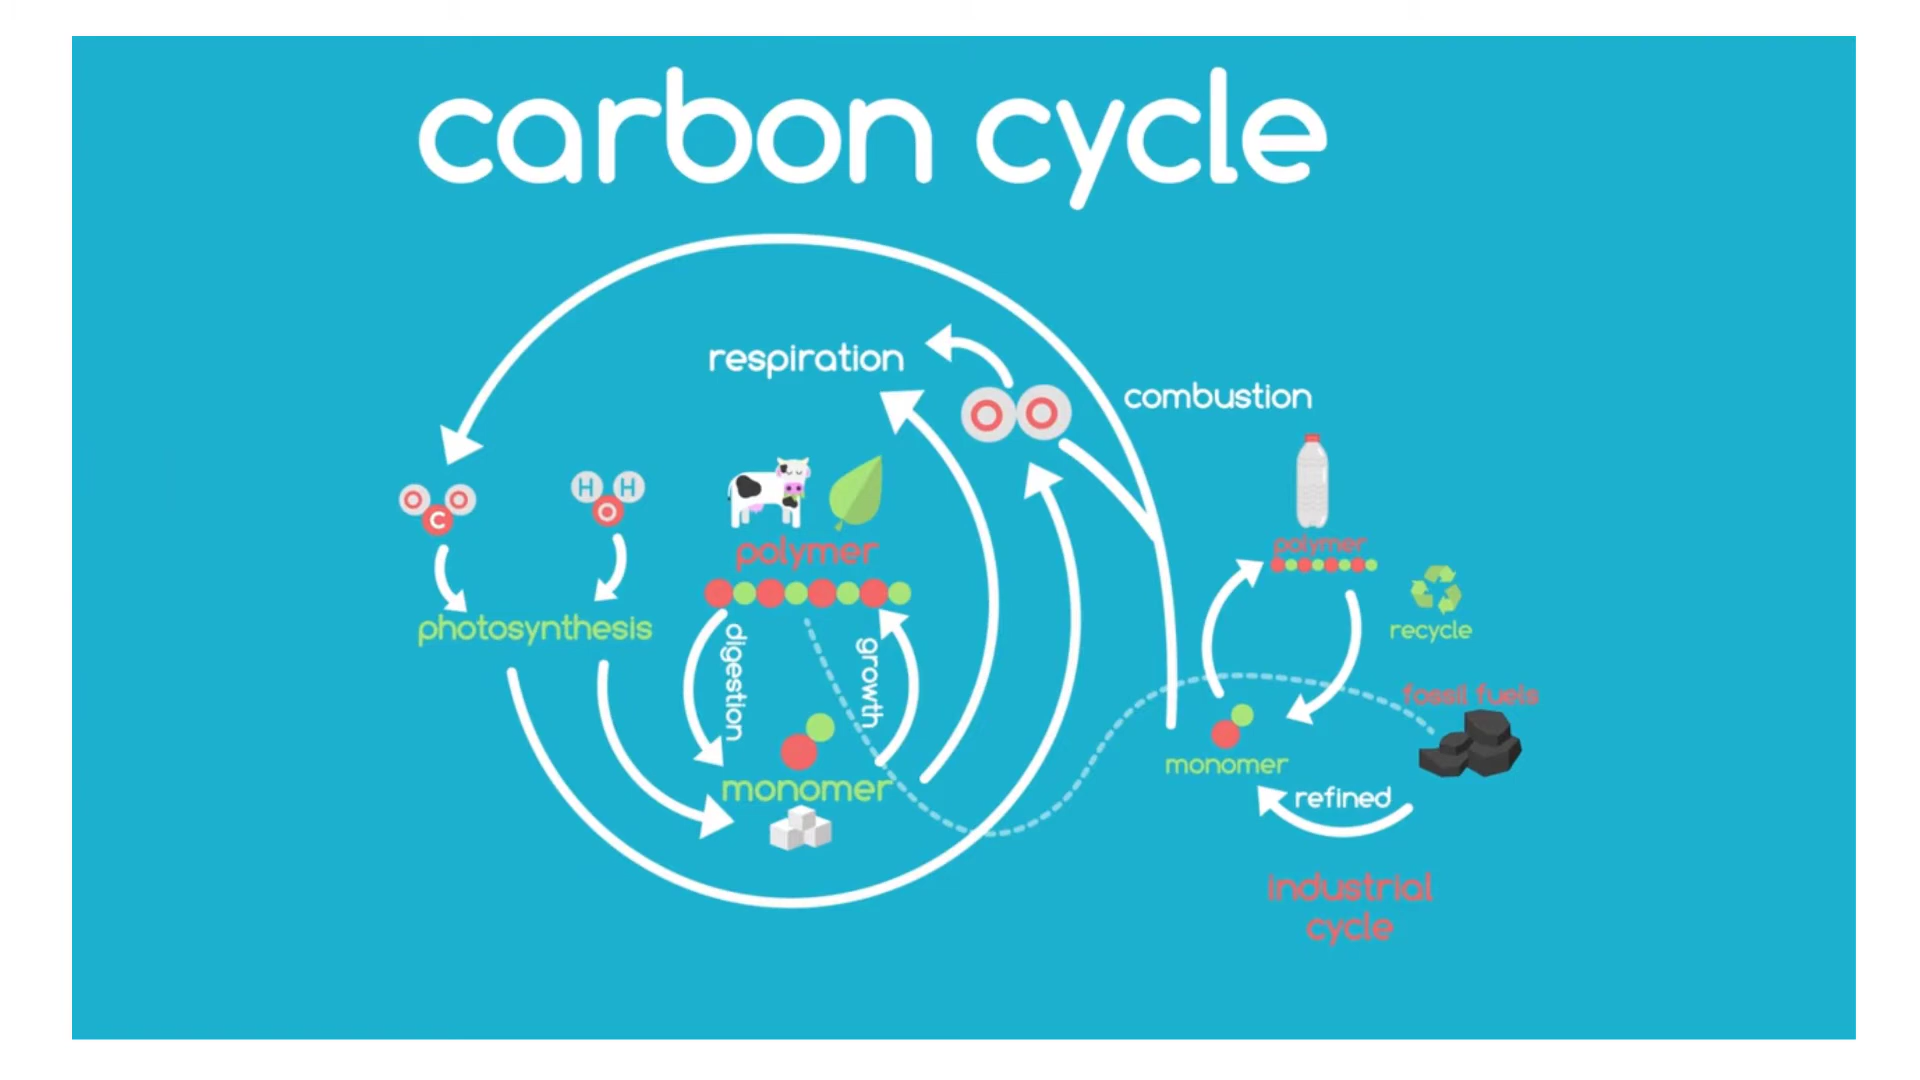 carbon cycle
respiration
combustion
O O
O O
C
H H
O
polymer
polymer
photosynthesis
recycle
digestion
growth
fossil fuels
monomer
monomer
refined
industrial
cycle